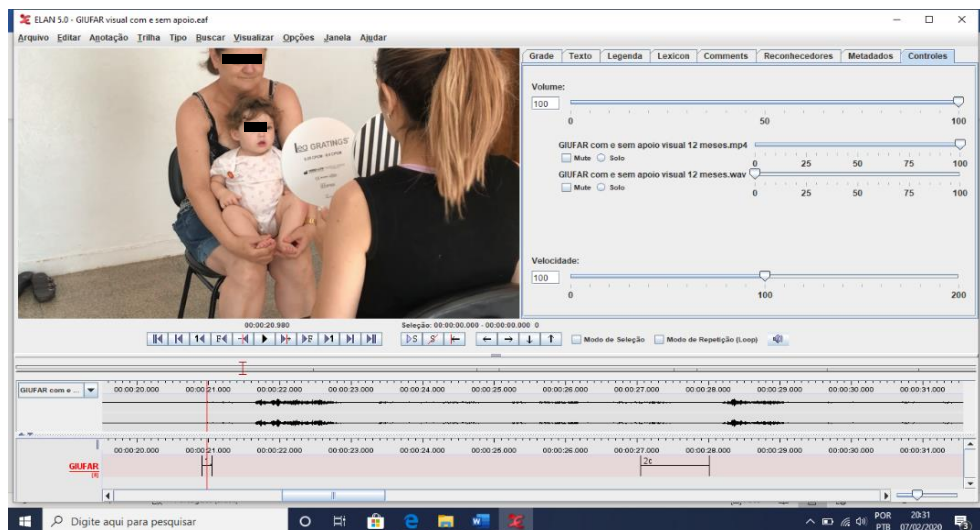 ELAN 5.0 - GIUFAR visual com e sem apoio.eaf
Arquivo Editar Anotação Trilha Tipo Buscar Visualizar Opções Janela Ajudar
Grade Texto Legenda Lexicon Comments Reconhecedores Metadados Controles
lea GRATINGS
Volume:
100
0 50 100
GIUFAR com e sem apoio visual 12 meses.mp4
Mute Solo
0 25 50 75 100
GIUFAR com e sem apoio visual 12 meses.wav
Mute Solo
0 25 50 75 100
Velocidade:
100
0 100 200
00:00:20.980
Seleção: 00:00:00.000 - 00:00:00.000 0
Modo de Seleção Modo de Repetição (Loop)
GIUFAR com e ...
00:00:20.000 00:00:21.000 00:00:22.000 00:00:23.000 00:00:24.000 00:00:25.000 00:00:26.000 00:00:27.000 00:00:28.000 00:00:29.000 00:00:30.000 00:00:31.000
00:00:20.000 00:00:21.000 00:00:22.000 00:00:23.000 00:00:24.000 00:00:25.000 00:00:26.000 00:00:27.000 00:00:28.000 00:00:29.000 00:00:30.000 00:00:31.000
GIUFAR
2c
Digite aqui para pesquisar
POR
PTB
20:31
07/02/2020